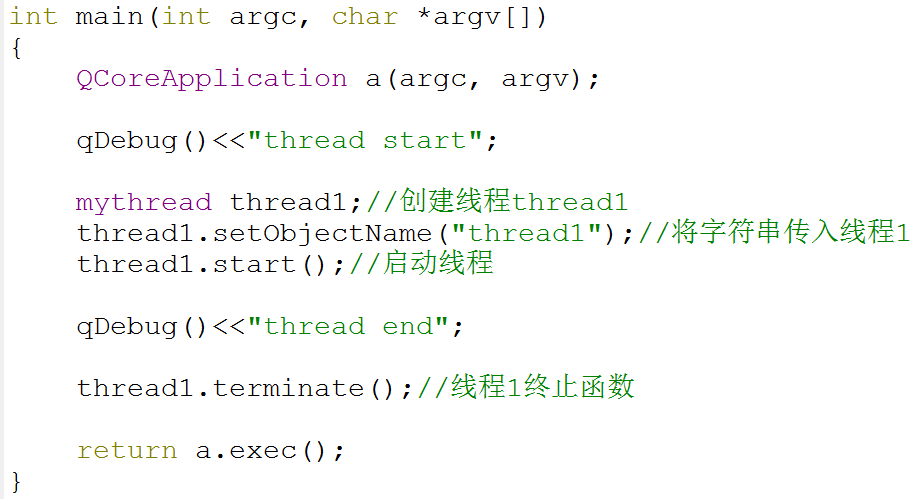 int main(int argc, char *argv[])
{
    QCoreApplication a(argc, argv);
    qDebug()<<"thread start";
    mythread thread1;//创建线程thread1
    thread1.setObjectName("thread1");//将字符串传入线程1
    thread1.start();//启动线程
    qDebug()<<"thread end";
    thread1.terminate();//线程1终止函数
    return a.exec();
}